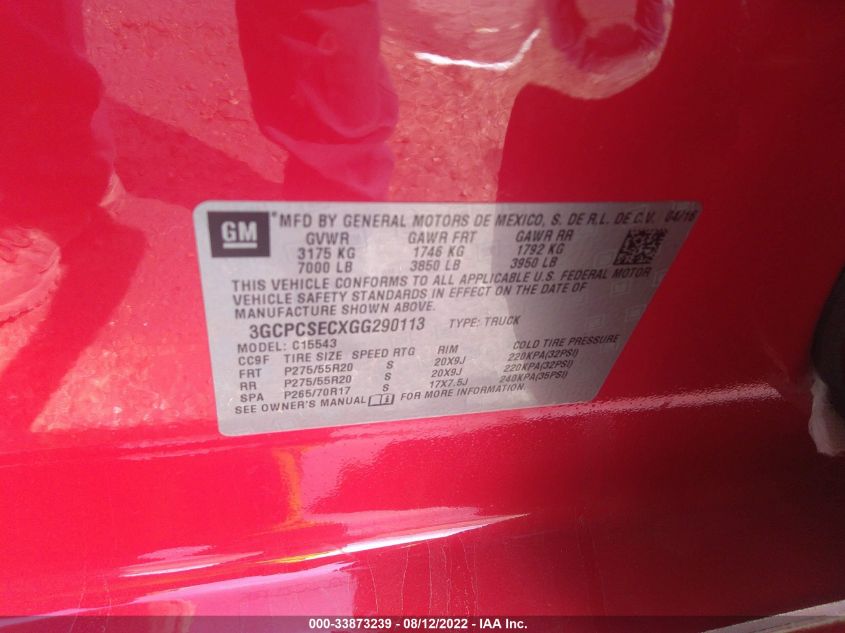 GM
*MFD BY GENERAL MOTORS DE MEXICO, S. DE R.L. DE C.V. 04/16
GVWR GAWR FRT GAWR RR
3175 KG 1746 KG 1792 KG
7000 LB 3850 LB 3950 LB
THIS VEHICLE CONFORMS TO ALL APPLICABLE U.S. FEDERAL MOTOR
VEHICLE SAFETY STANDARDS IN EFFECT ON THE DATE OF
MANUFACTURE SHOWN ABOVE.
3GCPCSECXGG290113 TYPE: TRUCK
MODEL: C15543
CC9F TIRE SIZE SPEED RTG RIM COLD TIRE PRESSURE
FRT P275/55R20 S 20X9J 220KPA(32PSI)
RR P275/55R20 S 20X9J 220KPA(32PSI)
SPA P265/70R17 S 17X7.5J 240KPA(35PSI)
SEE OWNER'S MANUAL FOR MORE INFORMATION.
000-33873239 - 08/12/2022 - IAA Inc.